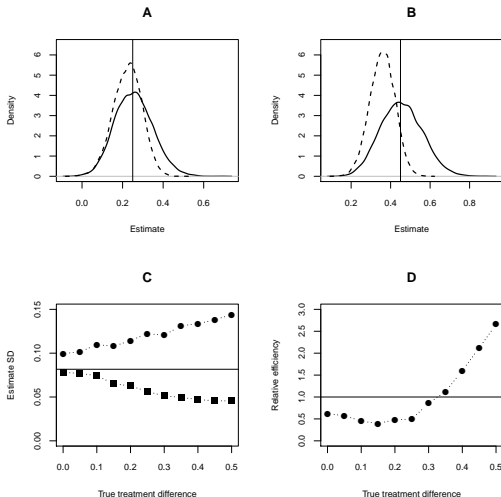 A
B
Density
0 1 2 3 4 5 6
0.0 0.2 0.4 0.6
Estimate
Density
0 1 2 3 4 5 6
0.2 0.4 0.6 0.8
Estimate
C
D
Estimate SD
0.00 0.05 0.10 0.15
0.0 0.1 0.2 0.3 0.4 0.5
True treatment difference
Relative efficiency
0.0 0.5 1.0 1.5 2.0 2.5 3.0
0.0 0.1 0.2 0.3 0.4 0.5
True treatment difference